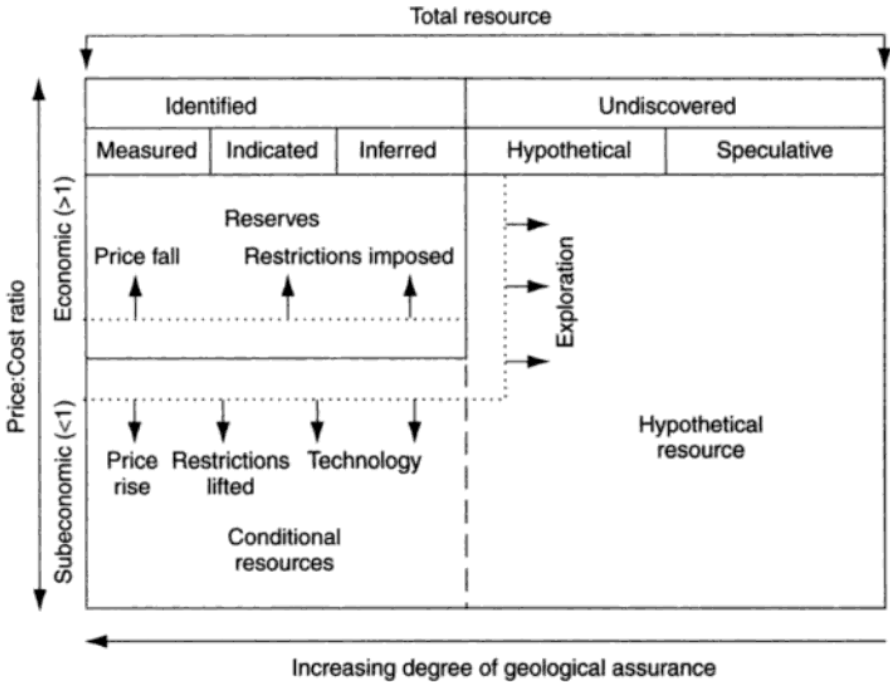 Total resource
Identified
Undiscovered
Measured
Indicated
Inferred
Hypothetical
Speculative
Price:Cost ratio
Economic (>1)
Subeconomic (<1)
Reserves
Price fall
Restrictions imposed
Exploration
Price
rise
Restrictions
lifted
Technology
Conditional
resources
Hypothetical
resource
Increasing degree of geological assurance